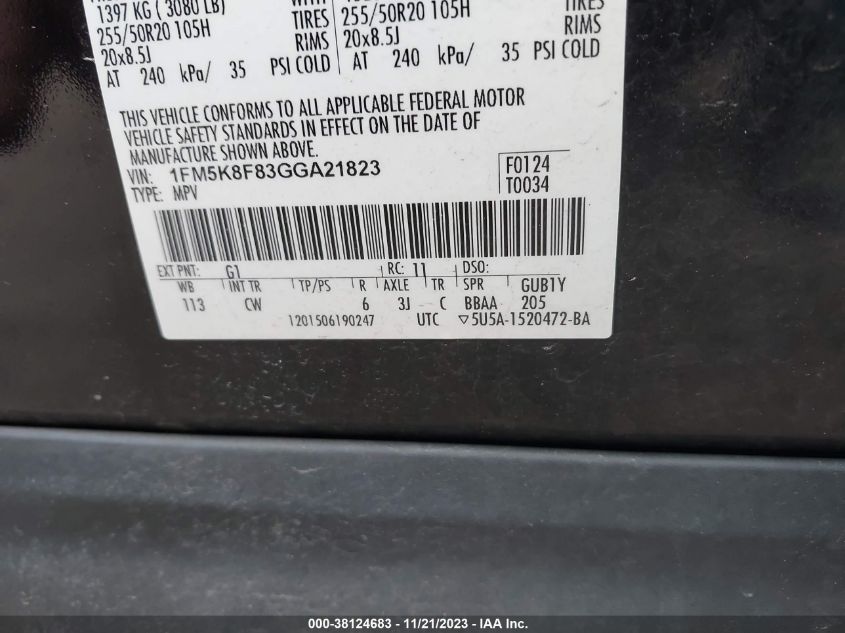 1397 KG ( 3080 LB) WITH
255/50R20 105H TIRES 255/50R20 105H TIRES
20x8.5J RIMS 20x8.5J RIMS
AT 240 kPa/ 35 PSI COLD AT 240 kPa/ 35 PSI COLD
THIS VEHICLE CONFORMS TO ALL APPLICABLE FEDERAL MOTOR
VEHICLE SAFETY STANDARDS IN EFFECT ON THE DATE OF
MANUFACTURE SHOWN ABOVE.
VIN: 1FM5K8F83GGA21823 F0124
TYPE: MPV T0034
EXT PNT: G1 RC: 11 DSO:
WB INT TR TP/PS R AXLE TR SPR GUB1Y
113 CW 6 3J C BBAA 205
1201506190247 UTC ▽5U5A-1520472-BA
000-38124683 - 11/21/2023 - IAA Inc.